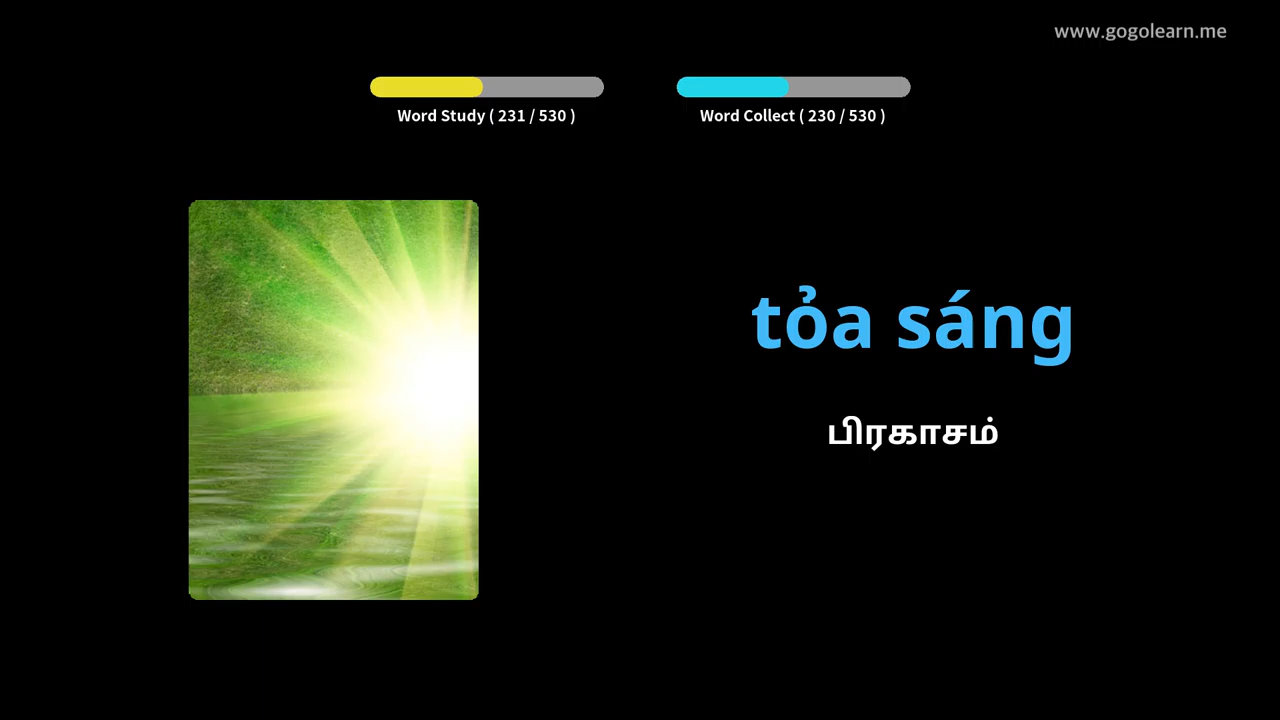 www.gogolearn.me
Word Study ( 231 / 530 )
Word Collect ( 230 / 530 )
tỏa sáng
பிரகாசம்